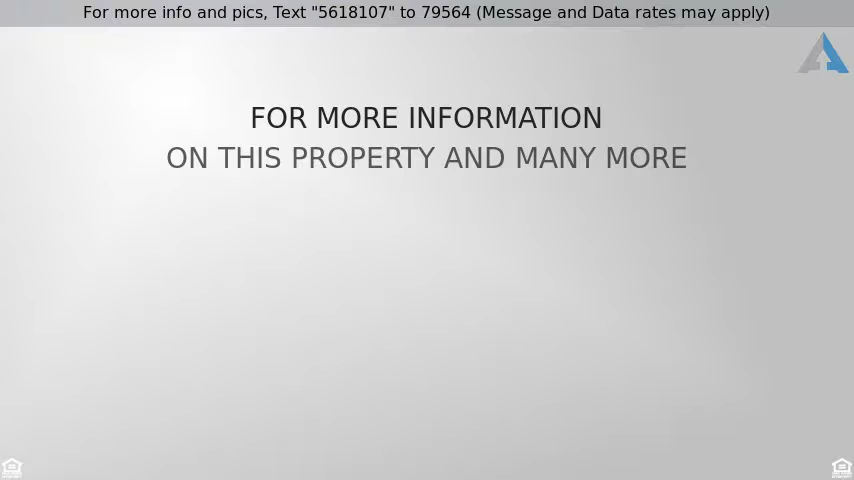 For more info and pics, Text "5618107" to 79564 (Message and Data rates may apply)
FOR MORE INFORMATION
ON THIS PROPERTY AND MANY MORE